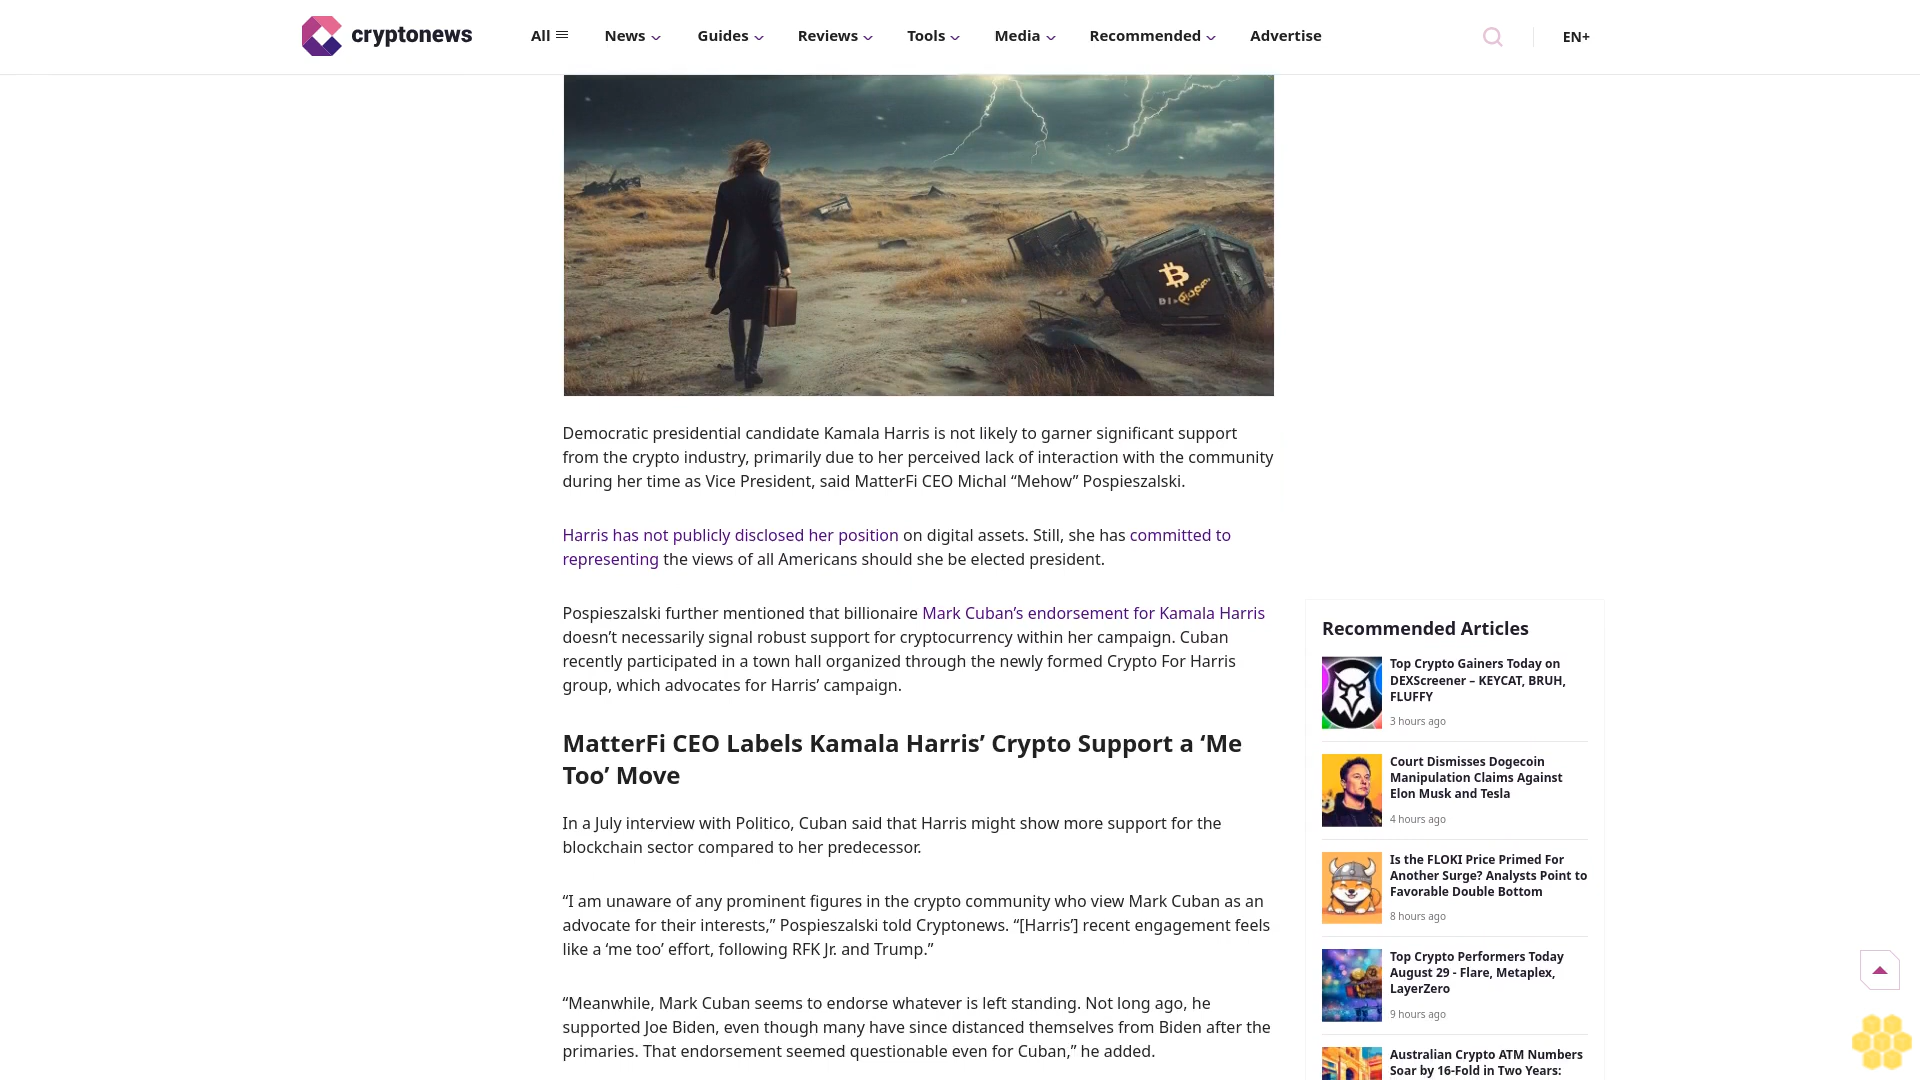 cryptonews
All
News
Guides
Reviews
Tools
Media
Recommended
Advertise
EN+
Democratic presidential candidate Kamala Harris is not likely to garner significant support
from the crypto industry, primarily due to her perceived lack of interaction with the community
during her time as Vice President, said MatterFi CEO Michal “Mehow” Pospieszalski.
Harris has not publicly disclosed her position on digital assets. Still, she has committed to
representing the views of all Americans should she be elected president.
Pospieszalski further mentioned that billionaire Mark Cuban’s endorsement for Kamala Harris
doesn’t necessarily signal robust support for cryptocurrency within her campaign. Cuban
recently participated in a town hall organized through the newly formed Crypto For Harris
group, which advocates for Harris’ campaign.
MatterFi CEO Labels Kamala Harris’ Crypto Support a ‘Me
Too’ Move
In a July interview with Politico, Cuban said that Harris might show more support for the
blockchain sector compared to her predecessor.
“I am unaware of any prominent figures in the crypto community who view Mark Cuban as an
advocate for their interests,” Pospieszalski told Cryptonews. “[Harris’] recent engagement feels
like a ‘me too’ effort, following RFK Jr. and Trump.”
“Meanwhile, Mark Cuban seems to endorse whatever is left standing. Not long ago, he
supported Joe Biden, even though many have since distanced themselves from Biden after the
primaries. That endorsement seemed questionable even for Cuban,” he added.
Recommended Articles
Top Crypto Gainers Today on
DEXScreener – KEYCAT, BRUH,
FLUFFY
3 hours ago
Court Dismisses Dogecoin
Manipulation Claims Against
Elon Musk and Tesla
4 hours ago
Is the FLOKI Price Primed For
Another Surge? Analysts Point to
Favorable Double Bottom
8 hours ago
Top Crypto Performers Today
August 29 - Flare, Metaplex,
LayerZero
9 hours ago
Australian Crypto ATM Numbers
Soar by 16-Fold in Two Years: